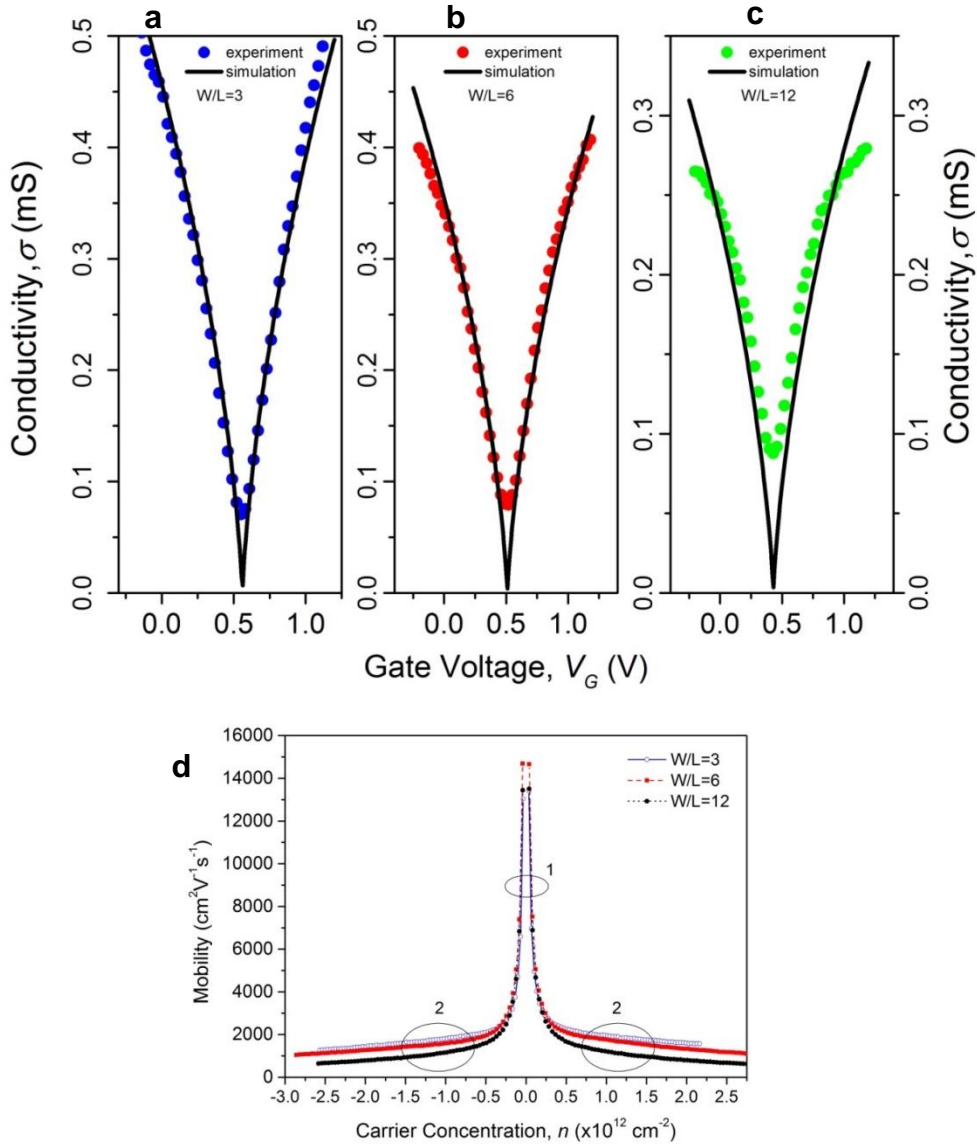 a
b
c
experiment
simulation
W/L=3
experiment
simulation
W/L=6
experiment
simulation
W/L=12
0.5
0.4
0.3
0.2
0.1
0.0
0.5
0.4
0.3
0.2
0.1
0.0
0.3
0.2
0.1
0.0
0.3
0.2
0.1
0.0
Conductivity, σ (mS)
Conductivity, σ (mS)
0.0 0.5 1.0
0.0 0.5 1.0
0.0 0.5 1.0
Gate Voltage, V_G (V)
d
16000
14000
12000
10000
8000
6000
4000
2000
0
Mobility (cm²V⁻¹s⁻¹)
W/L=3
W/L=6
W/L=12
1
2
2
-3.0 -2.5 -2.0 -1.5 -1.0 -0.5 0.0 0.5 1.0 1.5 2.0 2.5
Carrier Concentration, n (x10¹² cm⁻²)